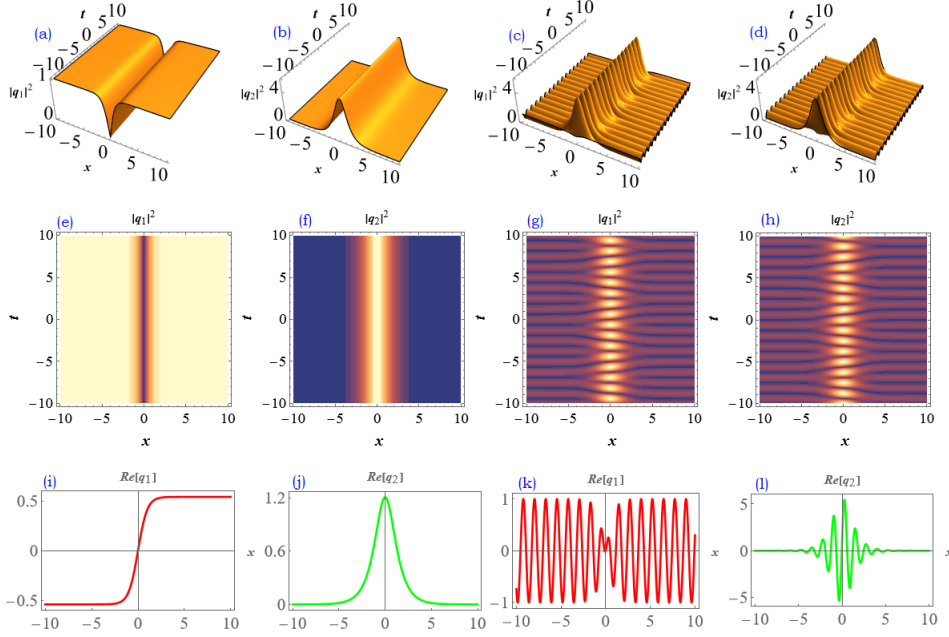 (a) t 10 5 0 −5 −10 1 |q₁|² 0 −10 −5 0 5 10 x
(b) t 10 5 0 −5 −10 4 |q₂|² 2 0 −10 −5 0 5 10 x
(c) t 10 5 0 −5 −10 4 |q₁|² 2 0 −10 −5 0 5 10 x
(d) t 10 5 0 −5 −10 4 |q₂|² 2 0 −10 −5 0 5 10 x
(e) |q₁|² 10 5 0 −5 −10 t −10 −5 0 5 10 x
(f) |q₂|² 10 5 0 −5 −10 t −10 −5 0 5 10 x
(g) |q₁|² 10 5 0 −5 −10 t −10 −5 0 5 10 x
(h) |q₂|² 10 5 0 −5 −10 t −10 −5 0 5 10 x
(i) Re[q₁] 0.5 0 −0.5 −10 −5 0 5 10 x
(j) Re[q₂] 1.2 0.6 0 −10 −5 0 5 10 x
(k) Re[q₁] 1 0 −1 −10 −5 0 5 10 x
(l) Re[q₂] 5 0 −5 −10 −5 0 5 10 x